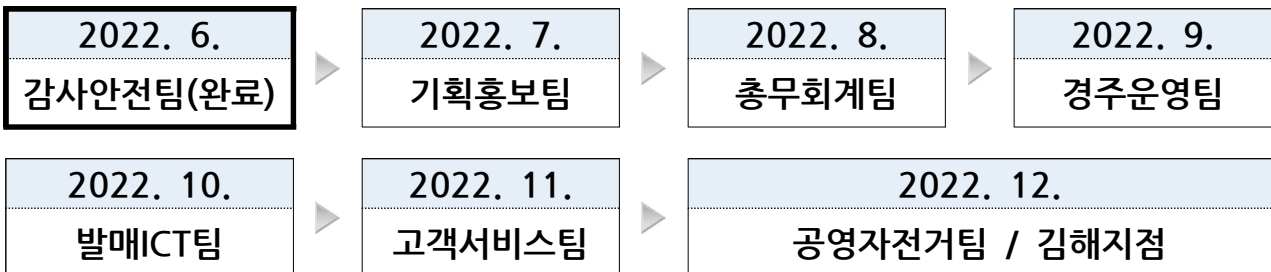 2022. 6.
감사안전팀(완료)
2022. 7.
기획홍보팀
2022. 8.
총무회계팀
2022. 9.
경주운영팀
2022. 10.
발매ICT팀
2022. 11.
고객서비스팀
2022. 12.
공영자전거팀 / 김해지점